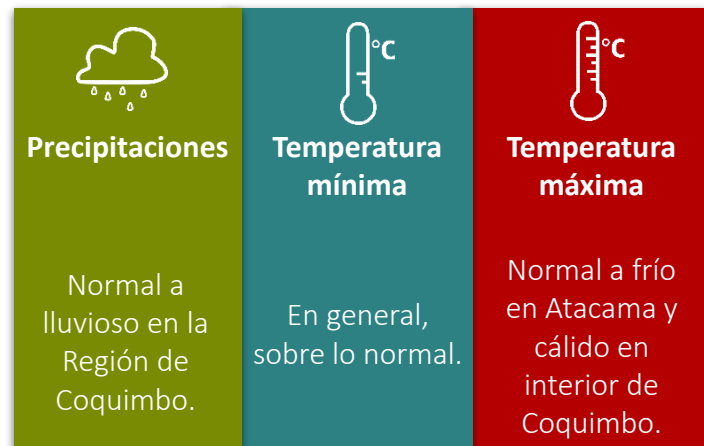 Precipitaciones
Normal a
lluvioso en la
Región de
Coquimbo.
°C
Temperatura
mínima
En general,
sobre lo normal.
°C
Temperatura
máxima
Normal a frío
en Atacama y
cálido en
interior de
Coquimbo.